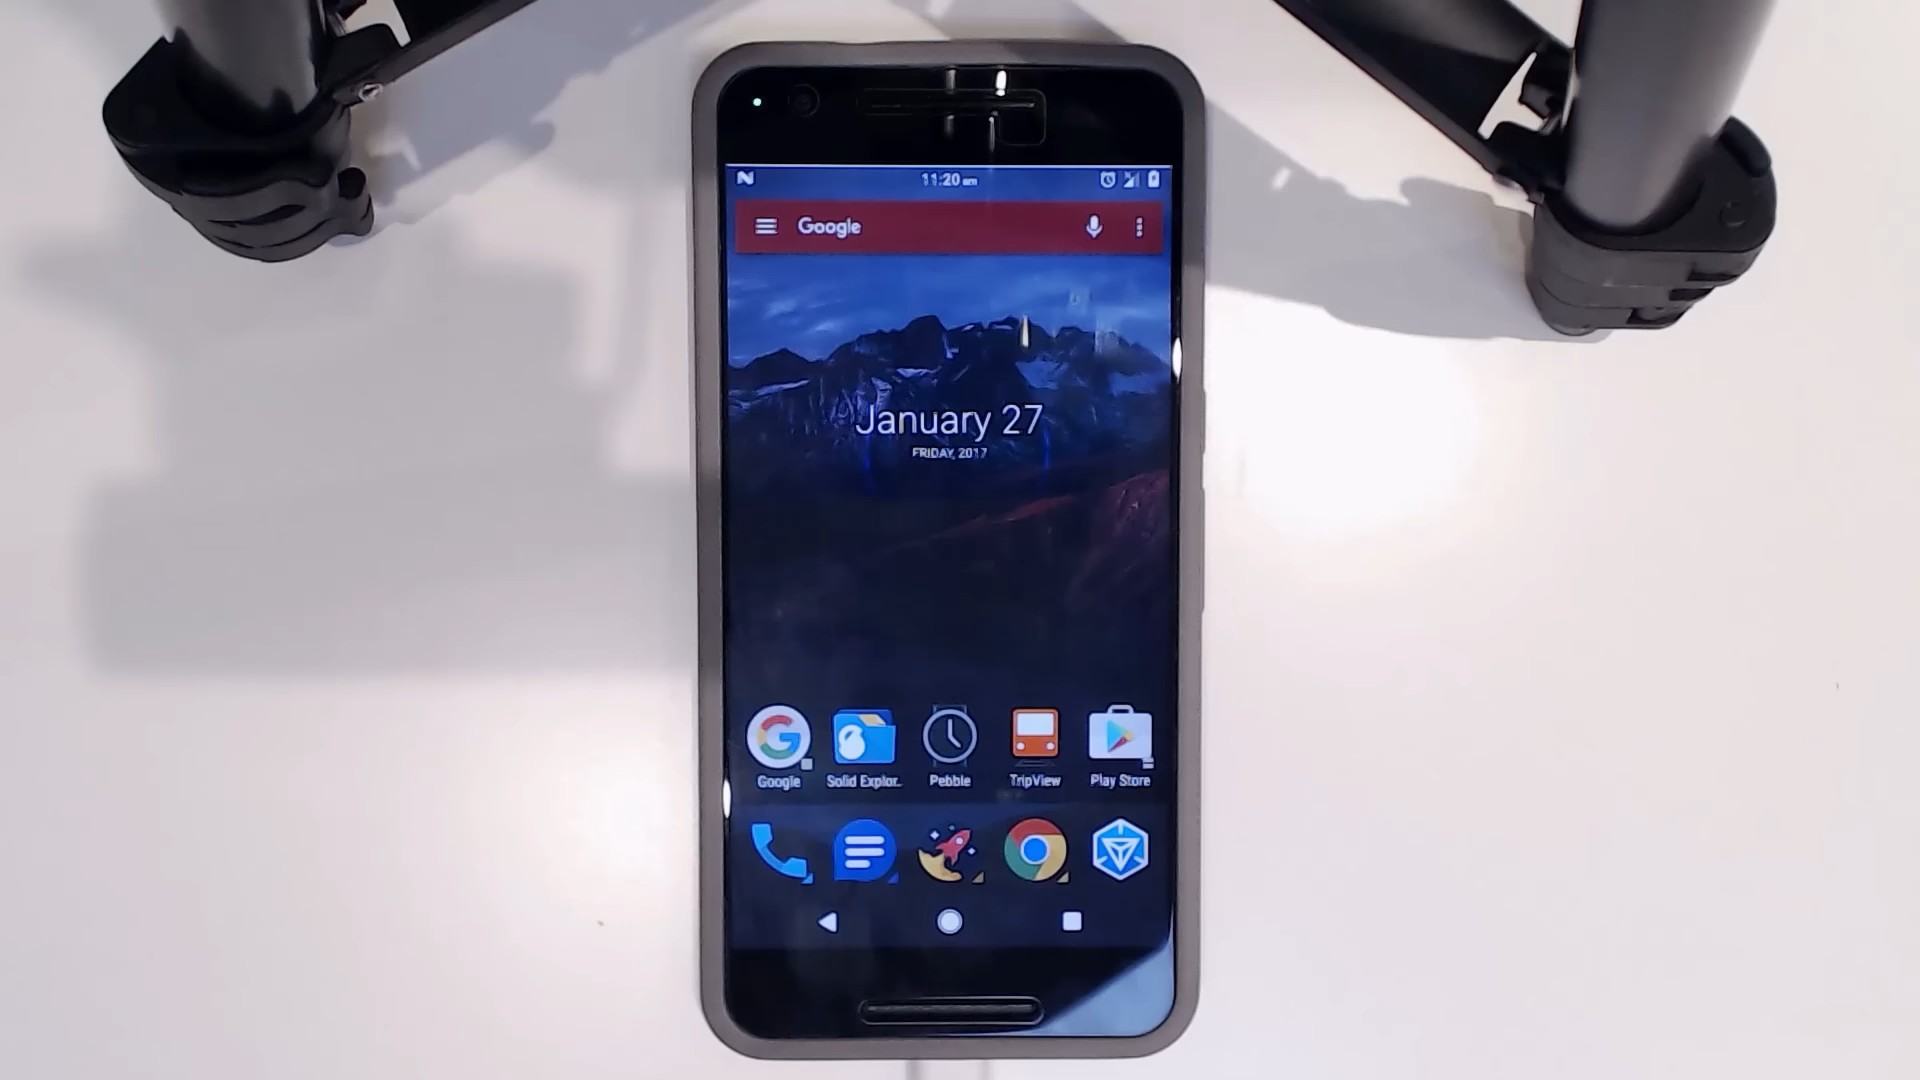 11:20 am
Google
January 27
FRIDAY, 2017
Google
Solid Explor..
Pebble
TripView
Play Store